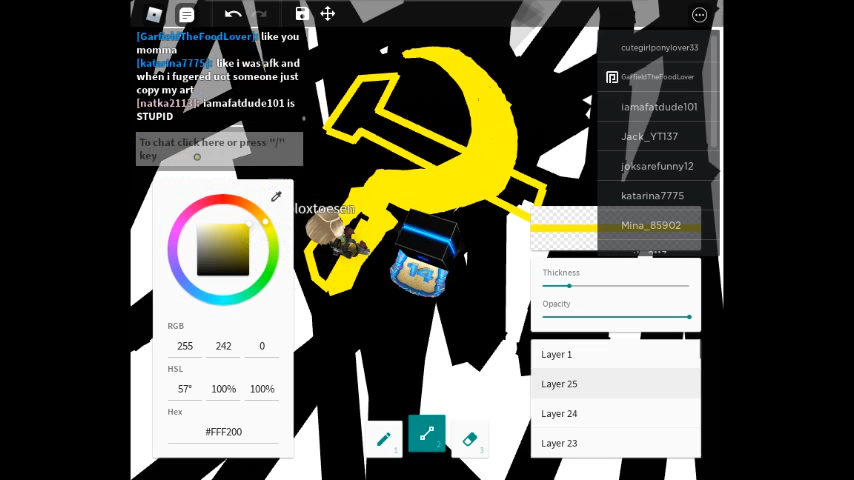 [GarfieldTheFoodLover]: like you
momma
[katarina7775]: like i was afk and
when i fugered uot someone just
copy my art
[natka2113]: iamafatdude101 is
STUPID
To chat click here or press "/"
key
loxtoesen
14
RGB
255 242 0
HSL
57° 100% 100%
Hex
#FFF200
1
2
3
cutegirlponylover33
GarfieldTheFoodLover
iamafatdude101
Jack_YT137
joksarefunny12
katarina7775
Mina_85902
Thickness
Opacity
Layer 1
Layer 25
Layer 24
Layer 23